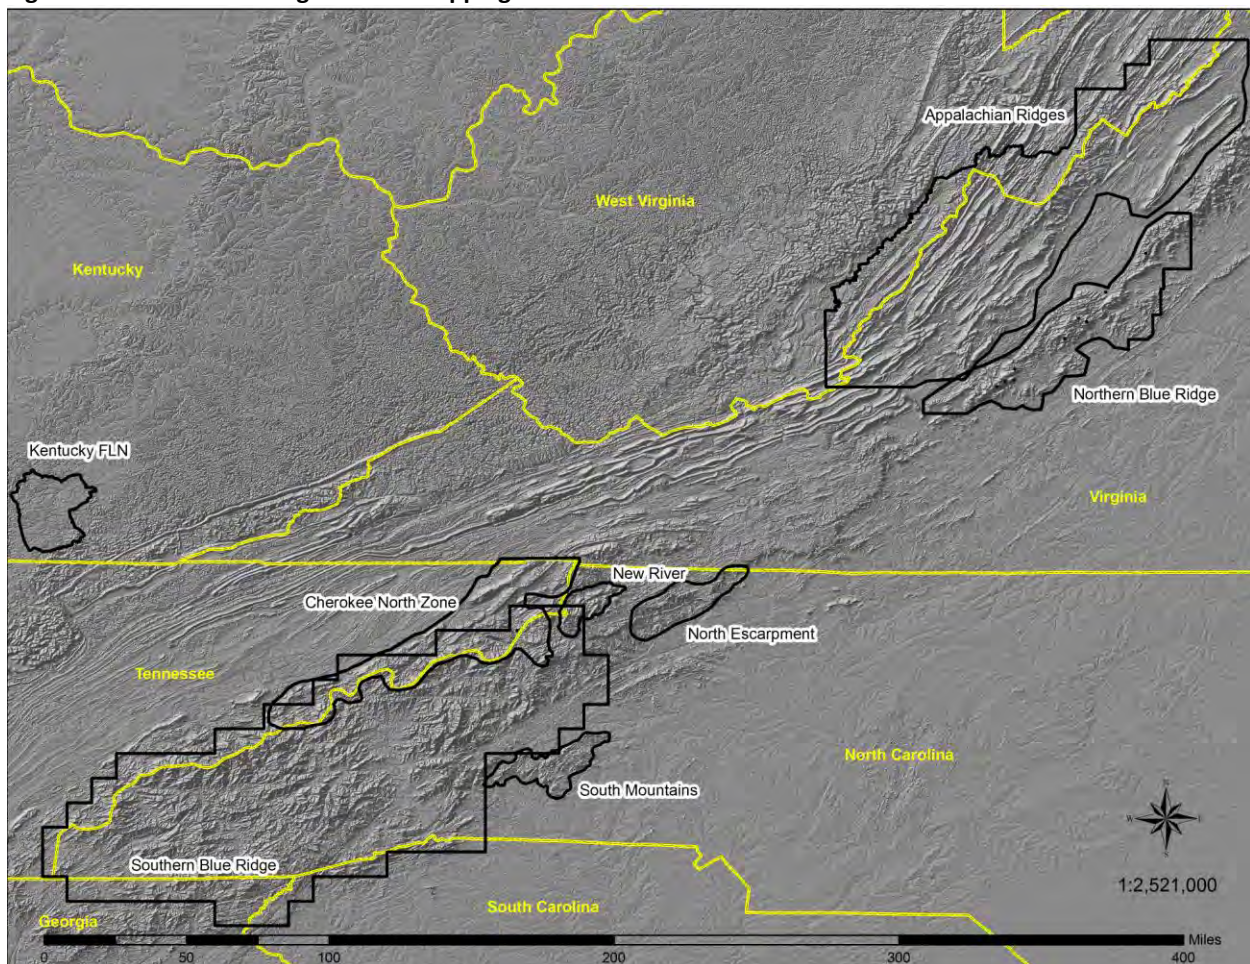 Appalachian Ridges
West Virginia
Kentucky
Northern Blue Ridge
Kentucky FLN
Virginia
New River
Cherokee North Zone
North Escarpment
Tennessee
North Carolina
South Mountains
N
W E
S
Southern Blue Ridge
1:2,521,000
South Carolina
Georgia
Miles
0 50 100 200 300 400